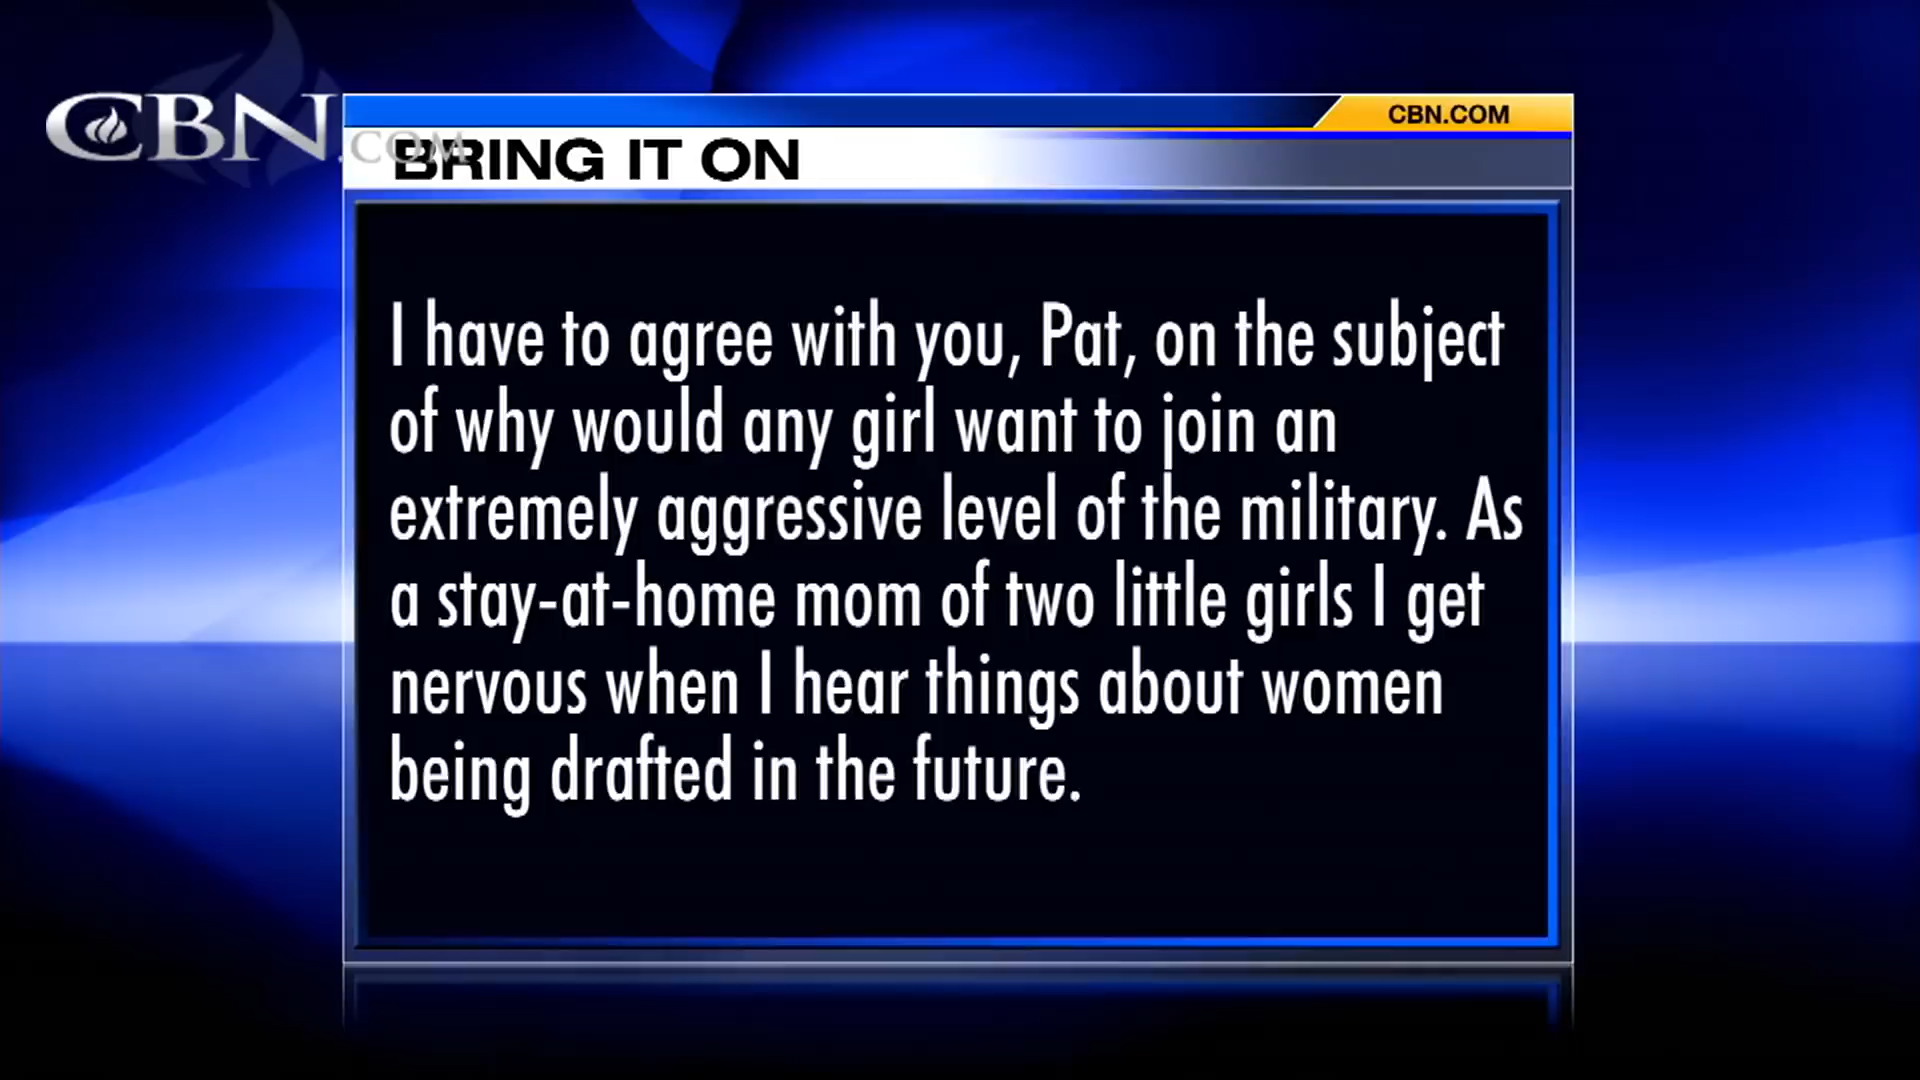 CBN.COM
CBN.COM
BRING IT ON
I have to agree with you, Pat, on the subject
of why would any girl want to join an
extremely aggressive level of the military. As
a stay-at-home mom of two little girls I get
nervous when I hear things about women
being drafted in the future.